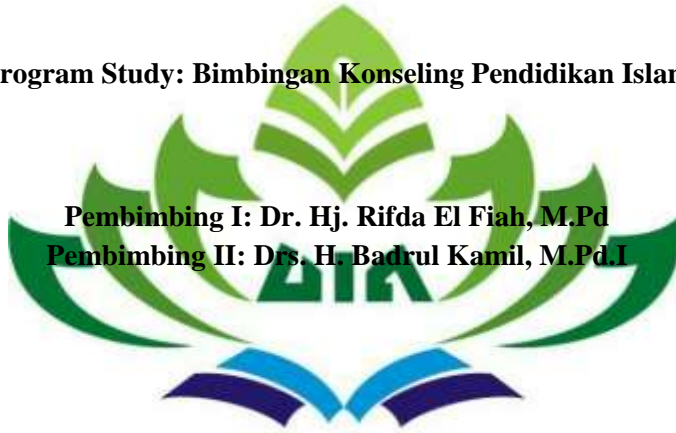 rogram Study: Bimbingan Konseling Pendidikan Islam
Pembimbing I: Dr. Hj. Rifda El Fiah, M.Pd
Pembimbing II: Drs. H. Badrul Kamil, M.Pd.I